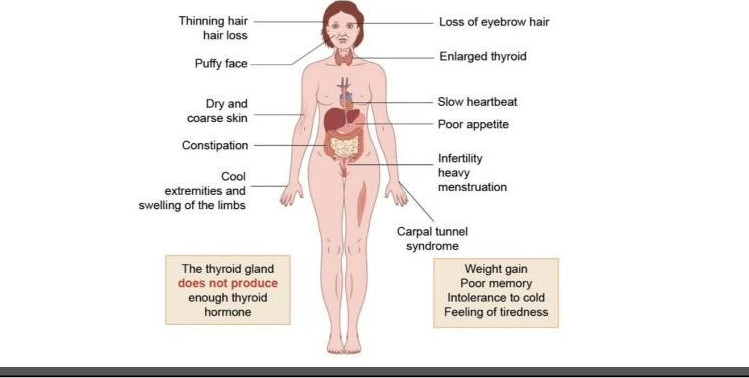 Thinning hair
hair loss
Puffy face
Dry and
coarse skin
Constipation
Cool
extremities and
swelling of the limbs
Loss of eyebrow hair
Enlarged thyroid
Slow heartbeat
Poor appetite
Infertility
heavy
menstruation
Carpal tunnel
syndrome
The thyroid gland
does not produce
enough thyroid
hormone
Weight gain
Poor memory
Intolerance to cold
Feeling of tiredness